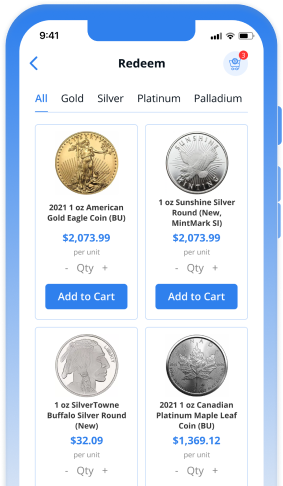 9:41
Redeem
3
All Gold Silver Platinum Palladium
2021 1 oz American
Gold Eagle Coin (BU)
$2,073.99
per unit
- Qty +
Add to Cart
SUNSHINE
MINTING
1 oz Sunshine Silver
Round (New,
MintMark SI)
$2,073.99
per unit
- Qty +
Add to Cart
1 oz SilverTowne
Buffalo Silver Round
(New)
$32.09
per unit
- Qty +
2021 1 oz Canadian
Platinum Maple Leaf
Coin (BU)
$1,369.12
per unit
- Qty +